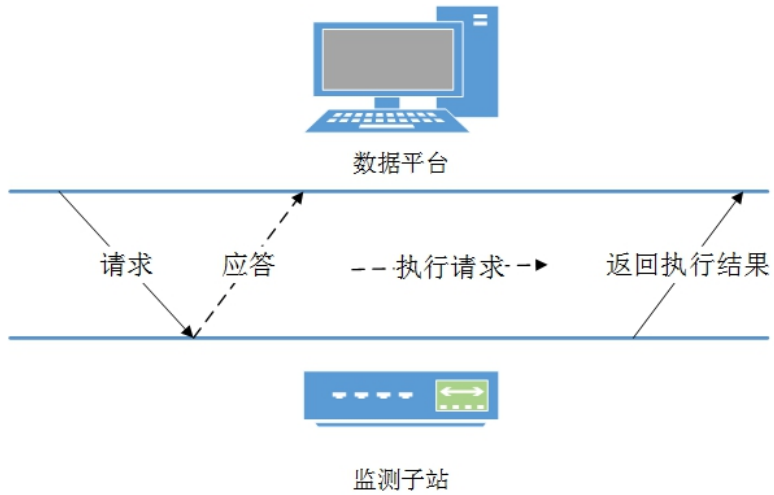 数据平台
请求
应答
执行请求
返回执行结果
监测子站